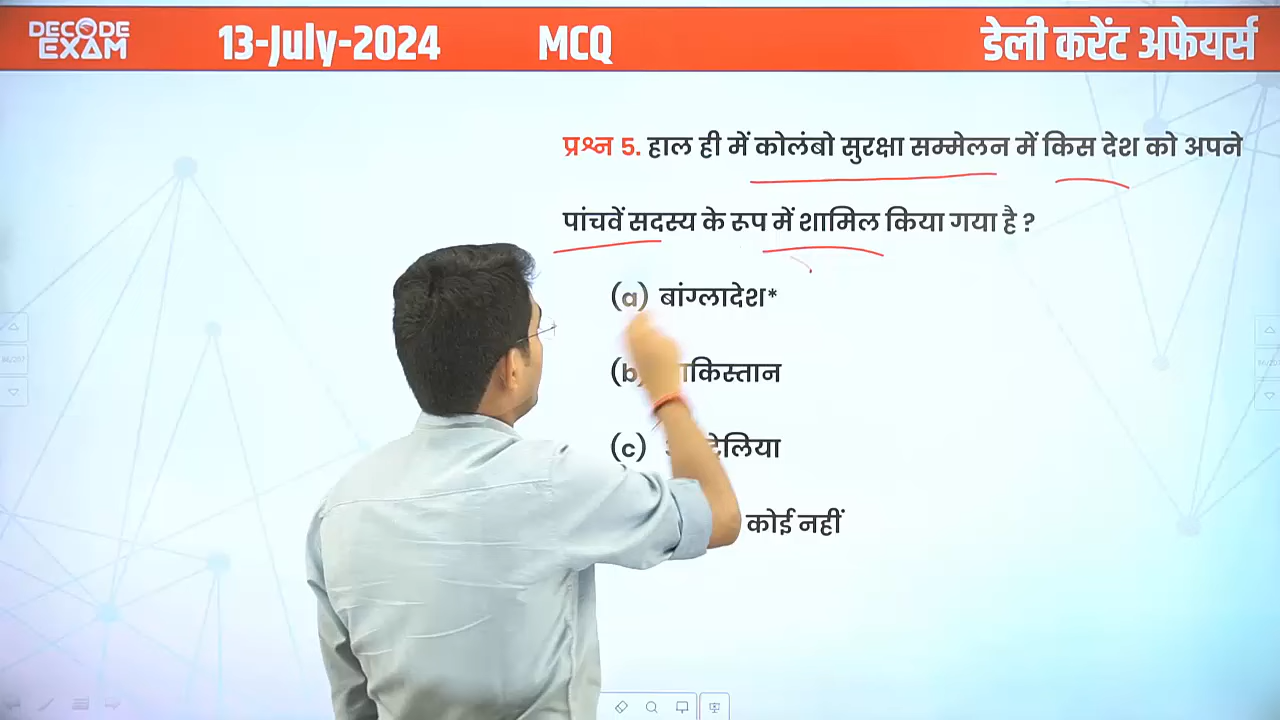 DECODE EXAM
13-July-2024
MCQ
डेली करेंट अफेयर्स
प्रश्न 5. हाल ही में कोलंबो सुरक्षा सम्मेलन में किस देश को अपने
पांचवें सदस्य के रूप में शामिल किया गया है ?
(a) बांग्लादेश*
(b)
(c)
कोई नहीं